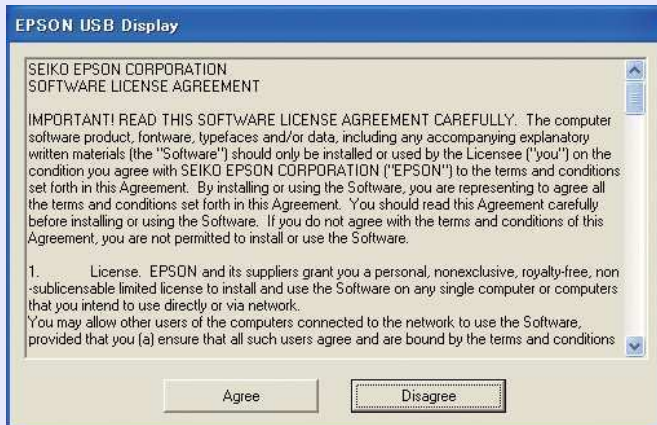 EPSON USB Display
SEIKO EPSON CORPORATION
SOFTWARE LICENSE AGREEMENT
IMPORTANT! READ THIS SOFTWARE LICENSE AGREEMENT CAREFULLY. The computer
software product, fontware, typefaces and/or data, including any accompanying explanatory
written materials (the "Software") should only be installed or used by the Licensee ("you") on the
condition you agree with SEIKO EPSON CORPORATION ("EPSON") to the terms and conditions
set forth in this Agreement. By installing or using the Software, you are representing to agree all
the terms and conditions set forth in this Agreement. You should read this Agreement carefully
before installing or using the Software. If you do not agree with the terms and conditions of this
Agreement, you are not permitted to install or use the Software.
1. License. EPSON and its suppliers grant you a personal, nonexclusive, royalty-free, non
-sublicensable limited license to install and use the Software on any single computer or computers
that you intend to use directly or via network.
You may allow other users of the computers connected to the network to use the Software,
provided that you (a) ensure that all such users agree and are bound by the terms and conditions
Agree
Disagree